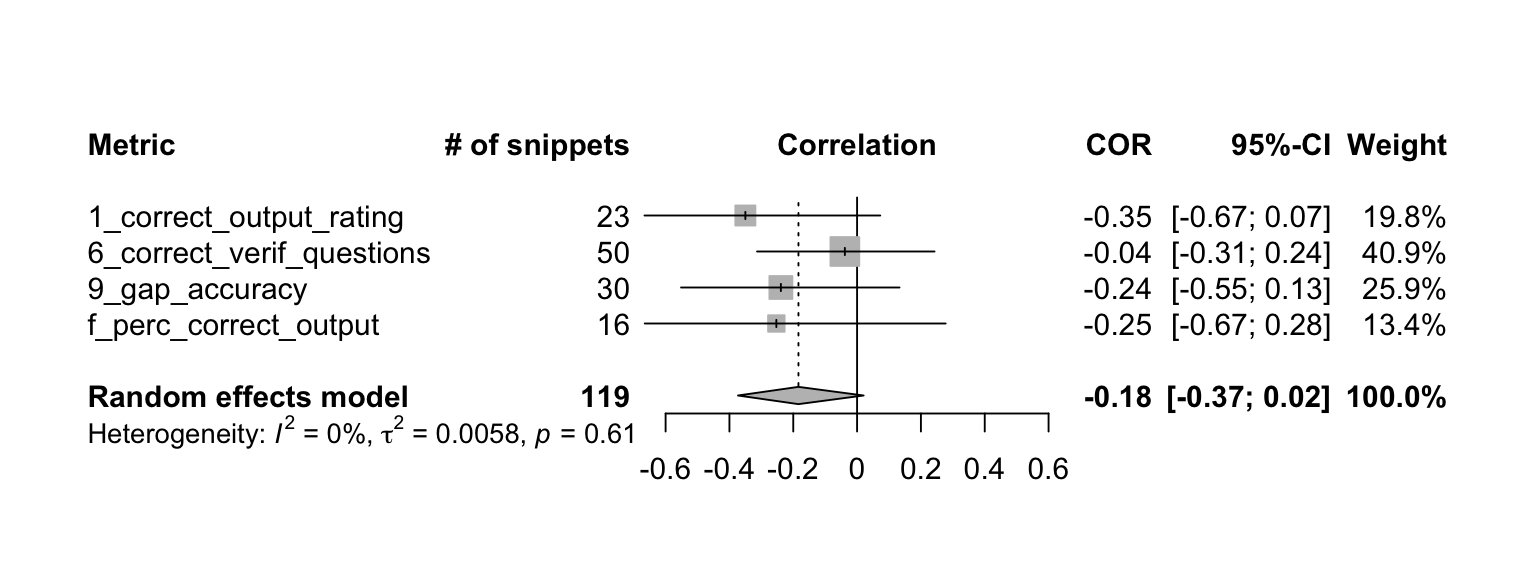 Metric # of snippets Correlation COR 95%-CI Weight
1_correct_output_rating 23 -0.35 [-0.67; 0.07] 19.8%
6_correct_verif_questions 50 -0.04 [-0.31; 0.24] 40.9%
9_gap_accuracy 30 -0.24 [-0.55; 0.13] 25.9%
f_perc_correct_output 16 -0.25 [-0.67; 0.28] 13.4%
Random effects model 119 -0.18 [-0.37; 0.02] 100.0%
Heterogeneity: I² = 0%, τ² = 0.0058, p = 0.61
-0.6 -0.4 -0.2 0 0.2 0.4 0.6